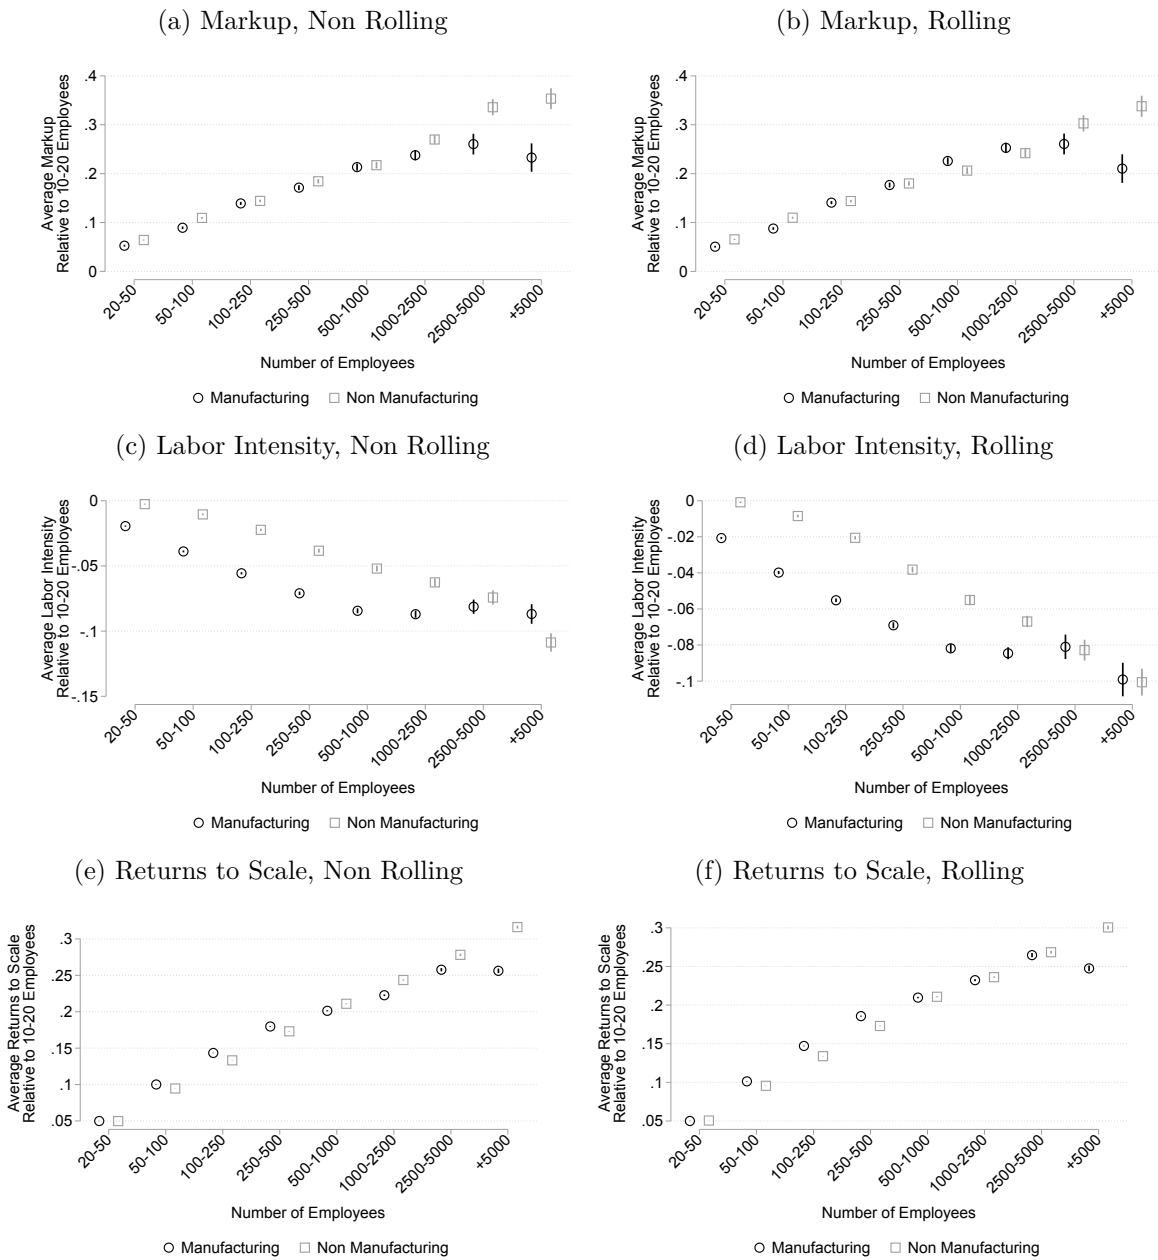 (a) Markup, Non Rolling
Average Markup
Relative to 10-20 Employees
.4
.3
.2
.1
0
20-50
50-100
100-250
250-500
500-1000
1000-2500
2500-5000
+5000
Number of Employees
Manufacturing
Non Manufacturing
(b) Markup, Rolling
Average Markup
Relative to 10-20 Employees
.4
.3
.2
.1
0
20-50
50-100
100-250
250-500
500-1000
1000-2500
2500-5000
+5000
Number of Employees
Manufacturing
Non Manufacturing
(c) Labor Intensity, Non Rolling
Average Labor Intensity
Relative to 10-20 Employees
0
-.05
-.1
-.15
20-50
50-100
100-250
250-500
500-1000
1000-2500
2500-5000
+5000
Number of Employees
Manufacturing
Non Manufacturing
(d) Labor Intensity, Rolling
Average Labor Intensity
Relative to 10-20 Employees
0
-.02
-.04
-.06
-.08
-.1
20-50
50-100
100-250
250-500
500-1000
1000-2500
2500-5000
+5000
Number of Employees
Manufacturing
Non Manufacturing
(e) Returns to Scale, Non Rolling
Average Returns to Scale
Relative to 10-20 Employees
.3
.25
.2
.15
.1
.05
20-50
50-100
100-250
250-500
500-1000
1000-2500
2500-5000
+5000
Number of Employees
Manufacturing
Non Manufacturing
(f) Returns to Scale, Rolling
Average Returns to Scale
Relative to 10-20 Employees
.3
.25
.2
.15
.1
.05
20-50
50-100
100-250
250-500
500-1000
1000-2500
2500-5000
+5000
Number of Employees
Manufacturing
Non Manufacturing